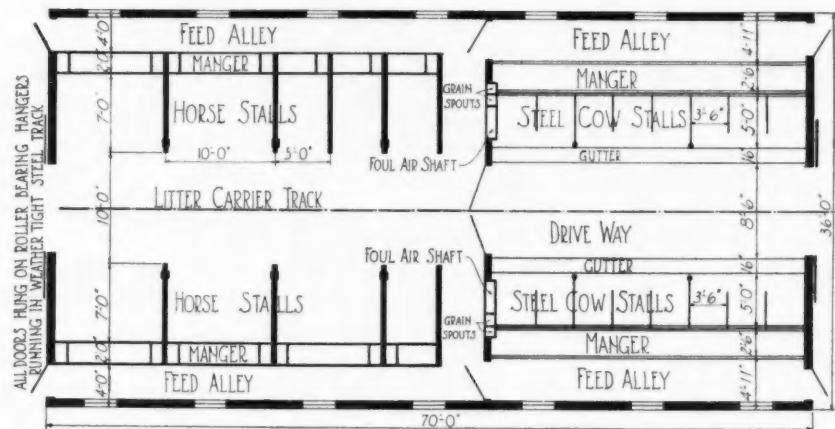 FEED ALLEY
FEED ALLEY
MANGER
MANGER
GRAIN
SPOUTS
HORSE STALLS
STEEL COW STALLS
3'-6"
10'-0"
5'-0"
FOUL AIR SHAFT
GUTTER
LITTER CARRIER TRACK
DRIVE WAY
FOUL AIR SHAFT
GUTTER
HORSE STALLS
STEEL COW STALLS
3'-6"
GRAIN
SPOUTS
MANGER
MANGER
FEED ALLEY
FEED ALLEY
70'-0"
ALL DOORS HUNG ON ROLLER BEARING HANGERS
RUNNING IN WEATHER TIGHT STEEL TRACK
4'-0"
2'-0"
7'-0"
10'-0"
7'-0"
2'-0"
4'-0"
4'-11"
2'-6"
5'-0"
1'-6"
8'-6"
1'-6"
5'-0"
2'-6"
4'-11"
36'-0"